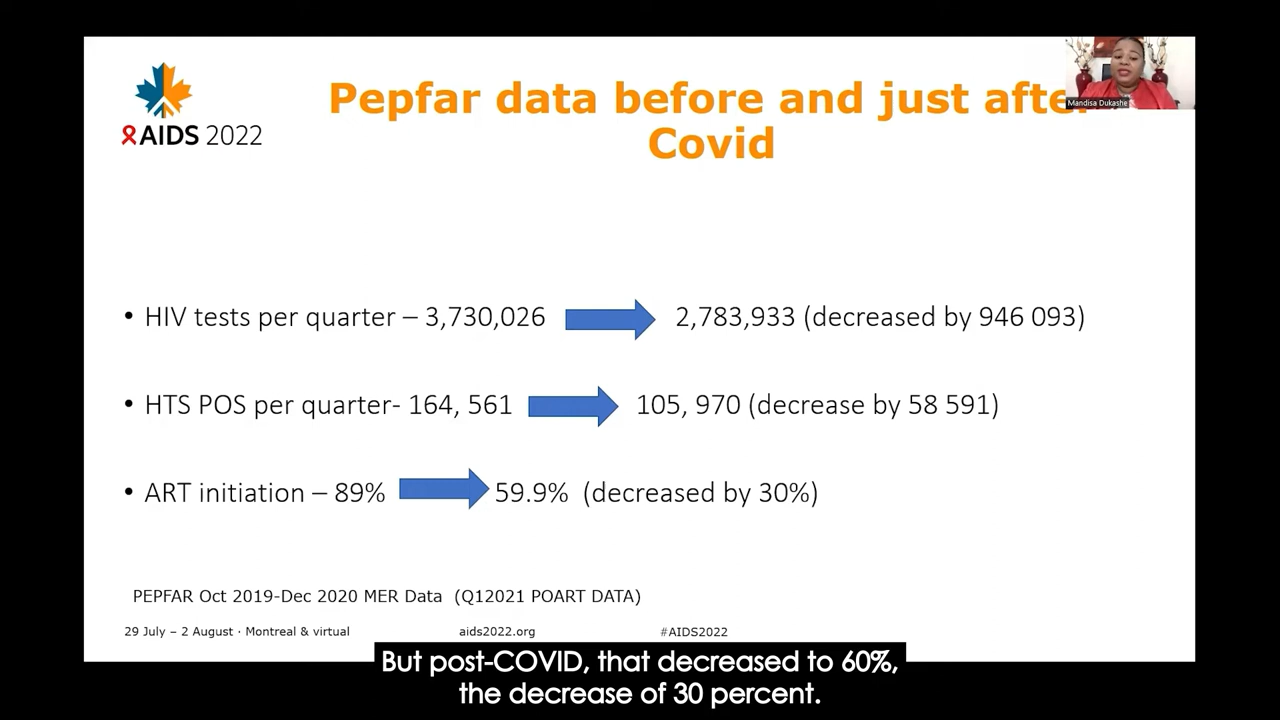 Pepfar data before and just after
Covid
AIDS 2022
Mandisa Dukashe
• HIV tests per quarter – 3,730,026 2,783,933 (decreased by 946 093)
• HTS POS per quarter- 164, 561 105, 970 (decrease by 58 591)
• ART initiation – 89% 59.9% (decreased by 30%)
PEPFAR Oct 2019-Dec 2020 MER Data (Q12021 POART DATA)
29 July – 2 August · Montreal & virtual aids2022.org #AIDS2022
But post-COVID, that decreased to 60%,
the decrease of 30 percent.